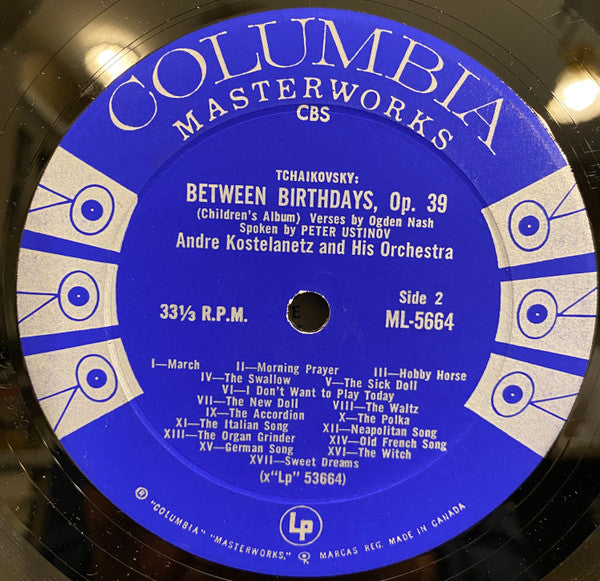 COLUMBIA
MASTERWORKS
CBS
TCHAIKOVSKY:
BETWEEN BIRTHDAYS, Op. 39
(Children's Album) Verses by Ogden Nash
Spoken by PETER USTINOV
Andre Kostelanetz and His Orchestra
Side 2
33⅓ R.P.M. ML-5664
I—March II—Morning Prayer III—Hobby Horse
IV—The Swallow V—The Sick Doll
VI—I Don't Want to Play Today
VII—The New Doll VIII—The Waltz
IX—The Accordion X—The Polka
XI—The Italian Song XII—Neapolitan Song
XIII—The Organ Grinder XIV—Old French Song
XV—German Song XVI—The Witch
XVII—Sweet Dreams
(x"Lp" 53664)
Lp
® "COLUMBIA" "MASTERWORKS," MARCAS REG. MADE IN CANADA